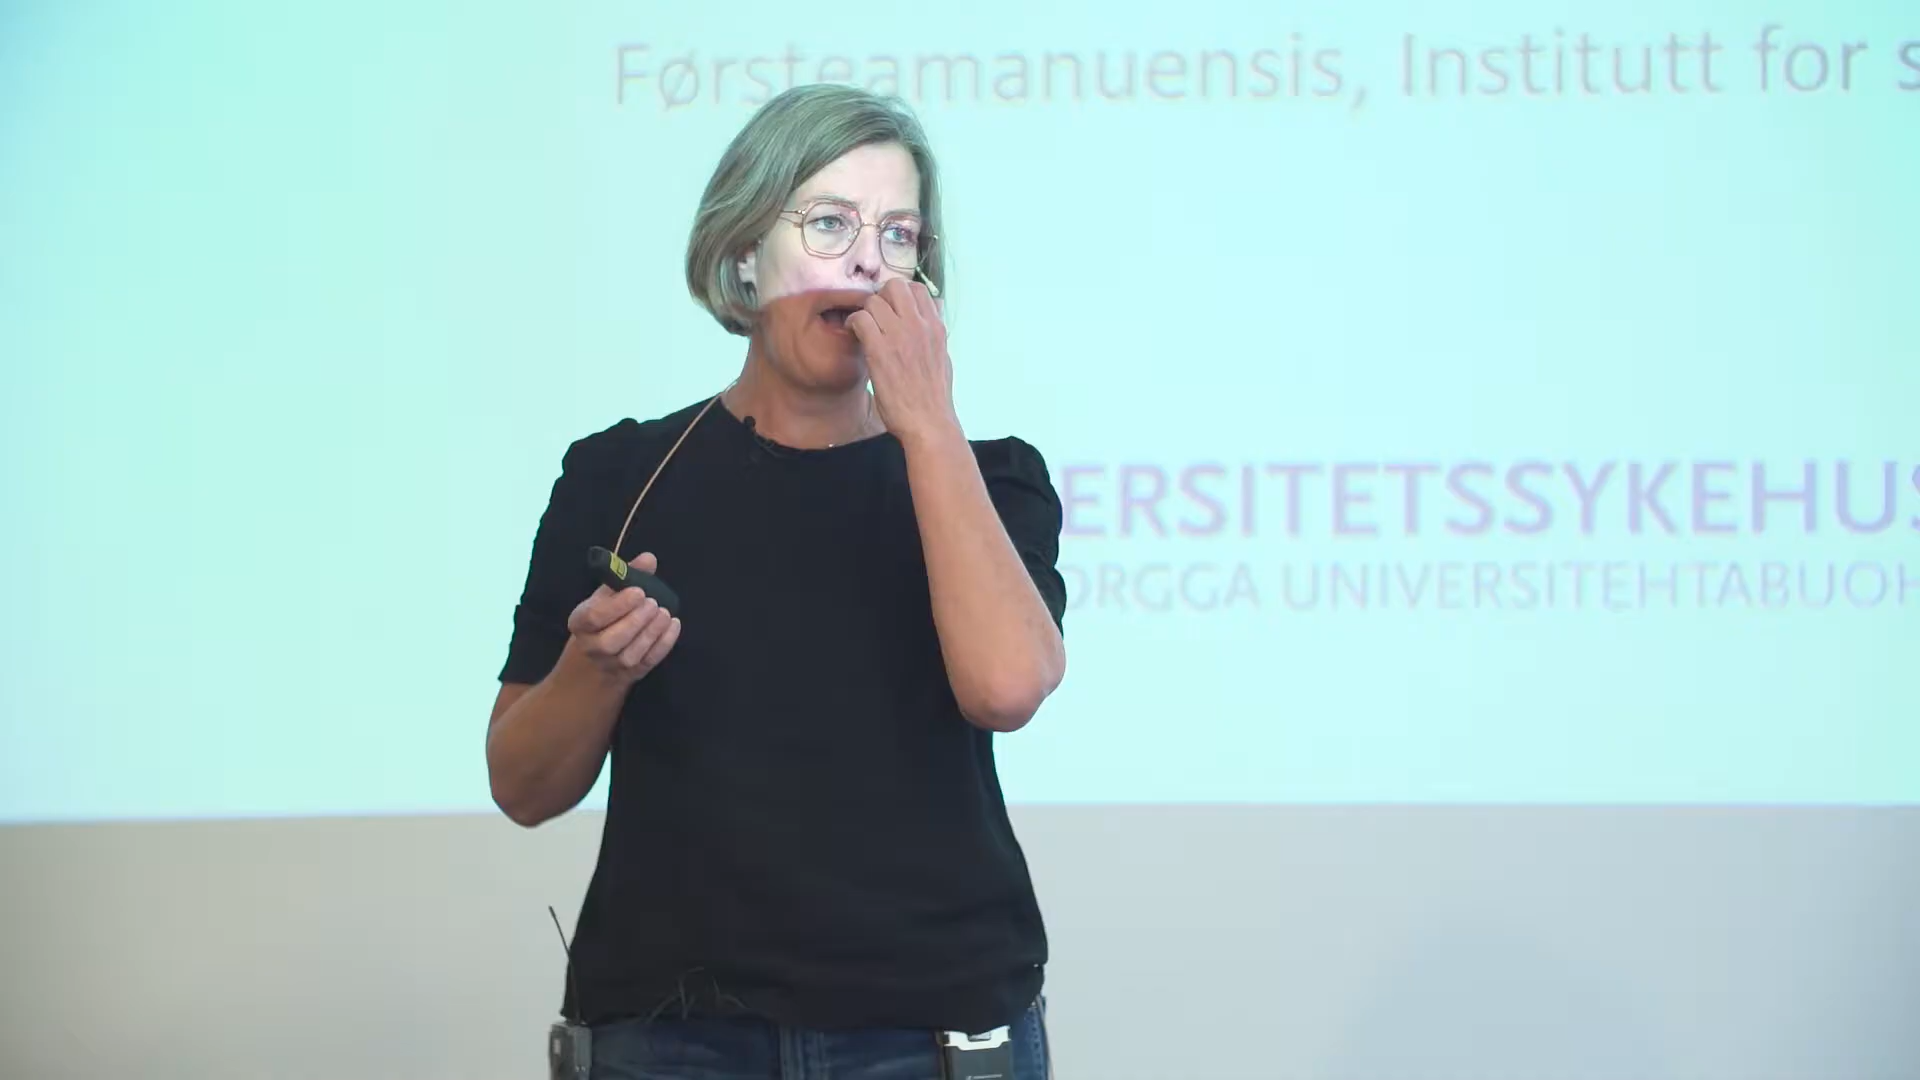 Førsteamanuensis, Institutt for s
ERSITETSSYKEHUS
ORGGA UNIVERSITEHTABUOH